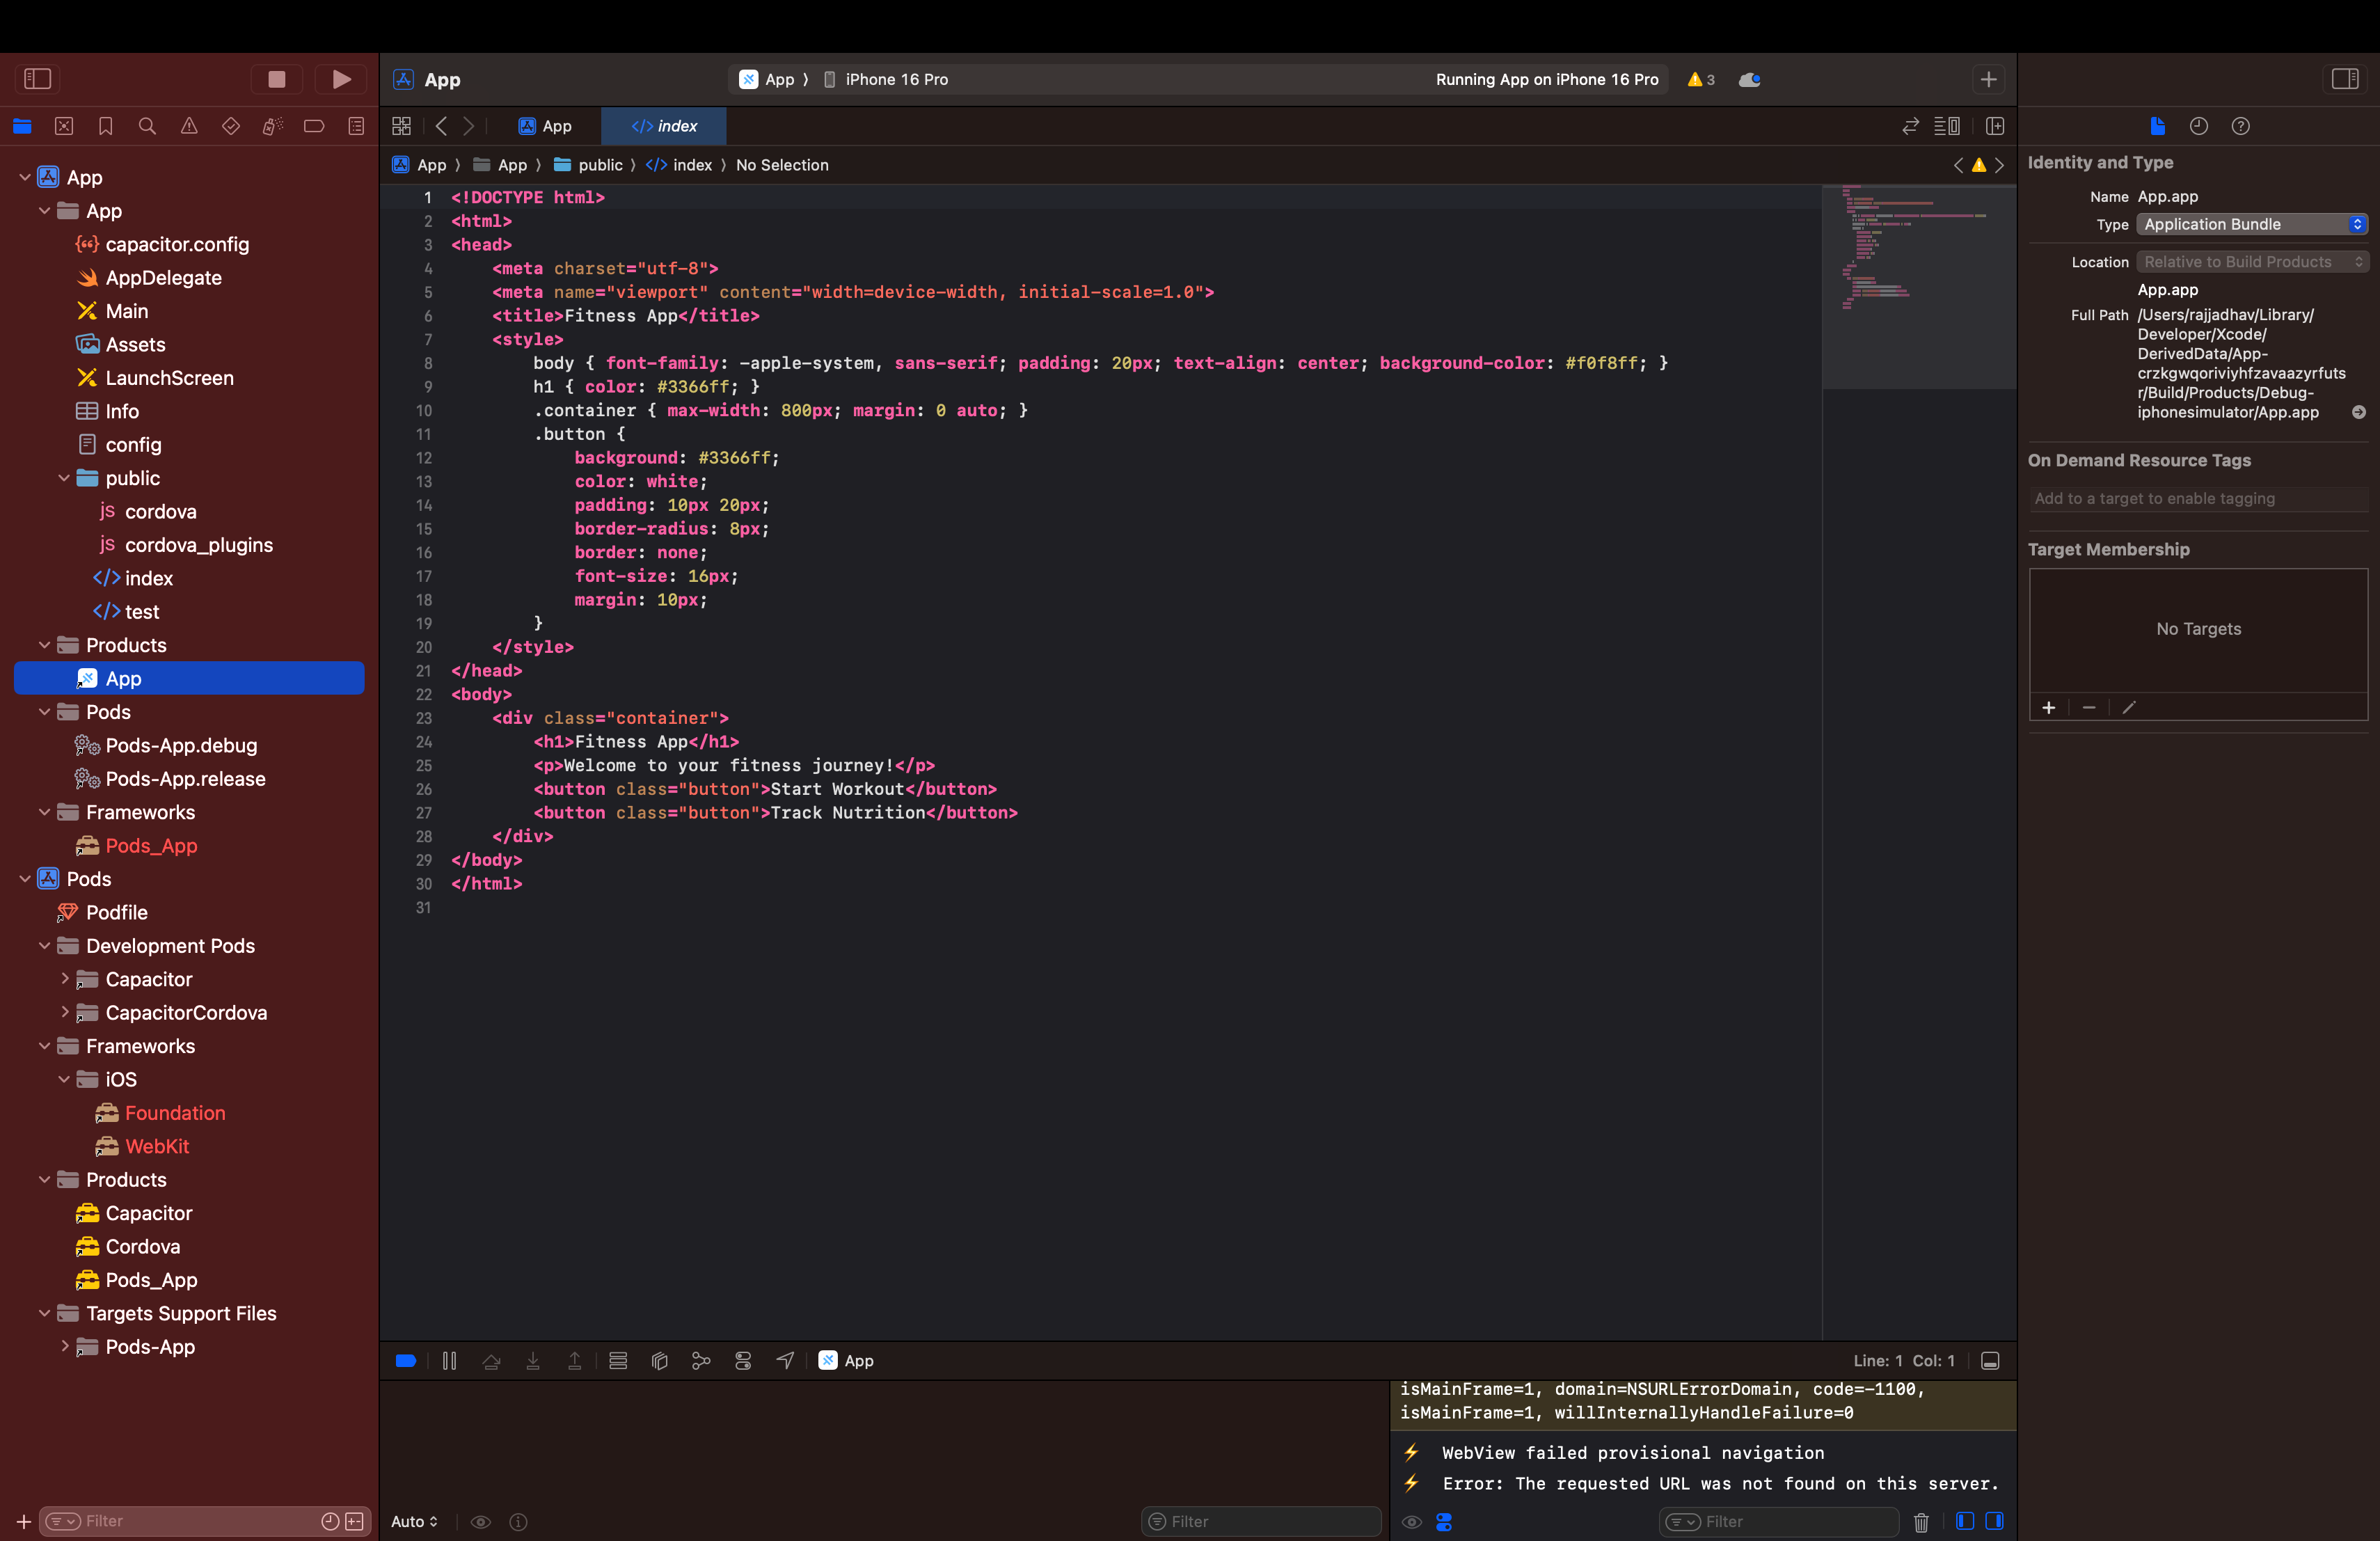 App
App
iPhone 16 Pro
Running App on iPhone 16 Pro
3
App
index
App
App
public
index
No Selection
App
App
capacitor.config
AppDelegate
Main
Assets
LaunchScreen
Info
config
public
js cordova
js cordova_plugins
index
test
Products
App
Pods
Pods-App.debug
Pods-App.release
Frameworks
Pods_App
Pods
Podfile
Development Pods
Capacitor
CapacitorCordova
Frameworks
iOS
Foundation
WebKit
Products
Capacitor
Cordova
Pods_App
Targets Support Files
Pods-App
Filter
1 <!DOCTYPE html>
2 <html>
3 <head>
4 <meta charset="utf-8">
5 <meta name="viewport" content="width=device-width, initial-scale=1.0">
6 <title>Fitness App</title>
7 <style>
8 body { font-family: -apple-system, sans-serif; padding: 20px; text-align: center; background-color: #f0f8ff; }
9 h1 { color: #3366ff; }
10 .container { max-width: 800px; margin: 0 auto; }
11 .button {
12 background: #3366ff;
13 color: white;
14 padding: 10px 20px;
15 border-radius: 8px;
16 border: none;
17 font-size: 16px;
18 margin: 10px;
19 }
20 </style>
21 </head>
22 <body>
23 <div class="container">
24 <h1>Fitness App</h1>
25 <p>Welcome to your fitness journey!</p>
26 <button class="button">Start Workout</button>
27 <button class="button">Track Nutrition</button>
28 </div>
29 </body>
30 </html>
31
App
Line: 1 Col: 1
isMainFrame=1, domain=NSURLErrorDomain, code=-1100,
isMainFrame=1, willInternallyHandleFailure=0
⚡ WebView failed provisional navigation
⚡ Error: The requested URL was not found on this server.
Auto
Filter
Filter
Identity and Type
Name App.app
Type Application Bundle
Location Relative to Build Products
App.app
Full Path /Users/rajjadhav/Library/
Developer/Xcode/
DerivedData/App-
crzkgwqoriviyhfzavaazyrfuts
r/Build/Products/Debug-
iphonesimulator/App.app
On Demand Resource Tags
Add to a target to enable tagging
Target Membership
No Targets